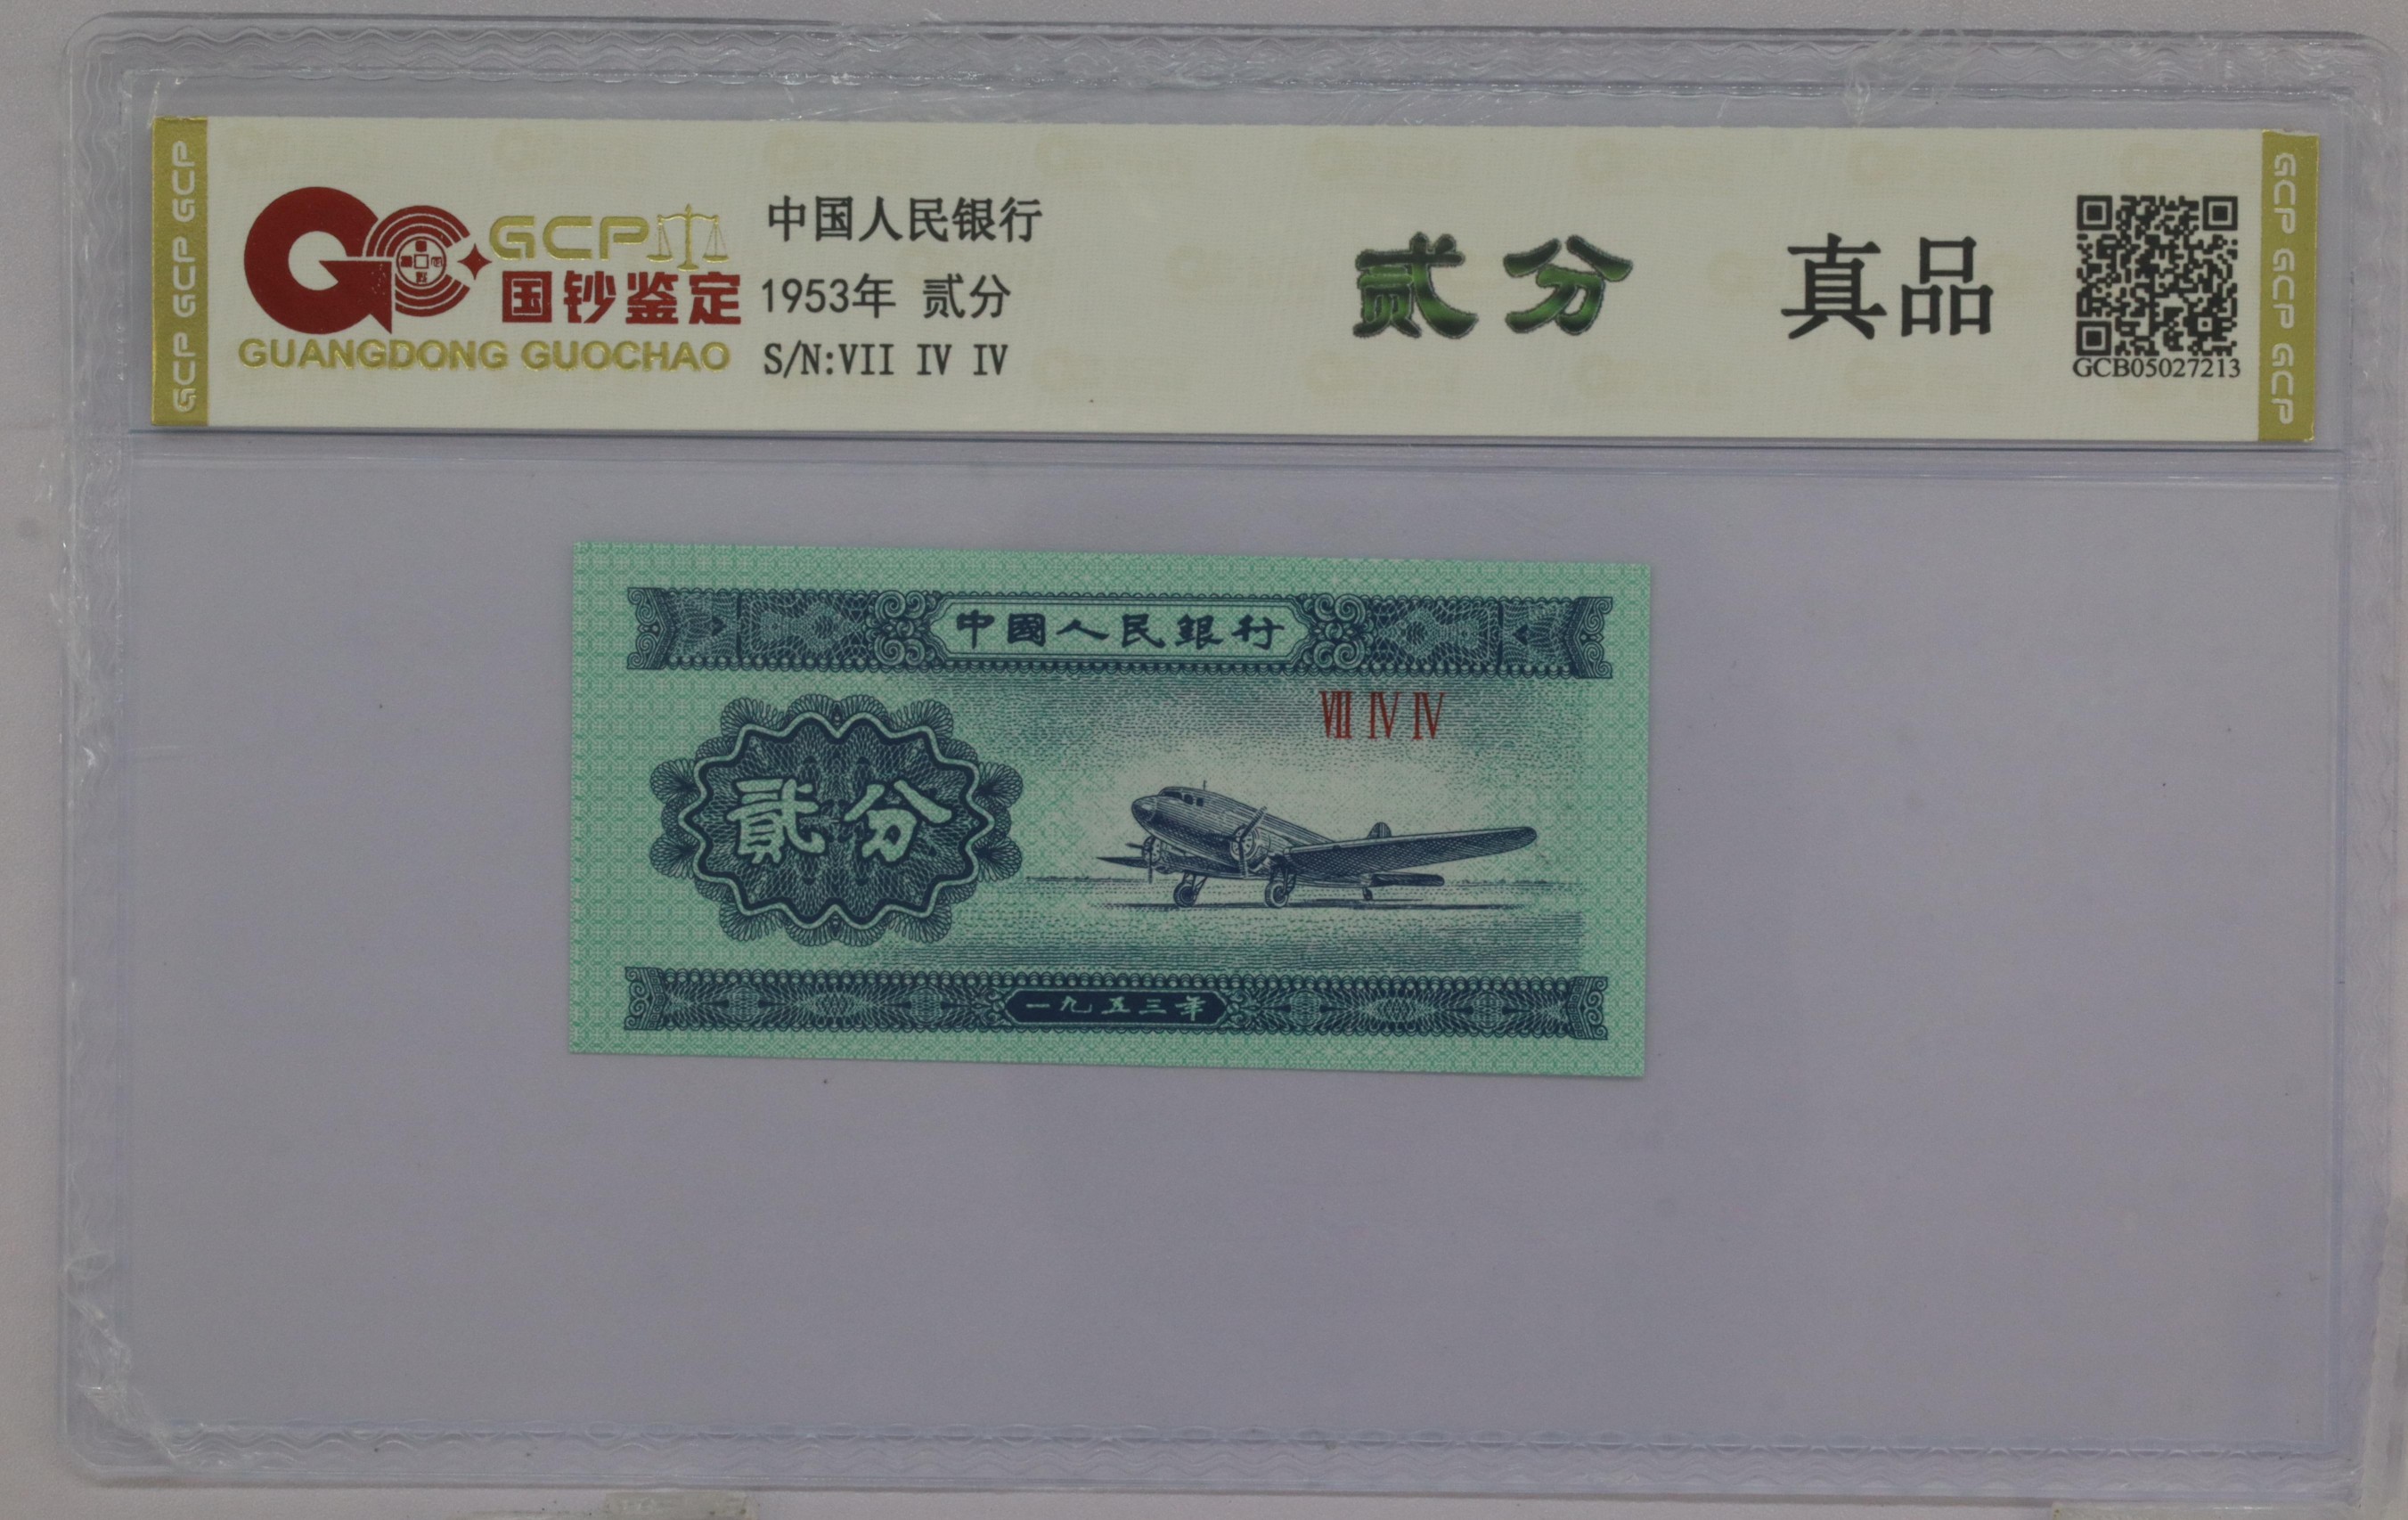 GCP GCP GCP
GCP
国钞鉴定
GUANGDONG GUOCHAO
中国人民银行
1953年 贰分
S/N:VII IV IV
贰分
真品
GCB05027213
GCP GCP GCP
中國人民銀行
VII IV IV
貳分
一九五三年